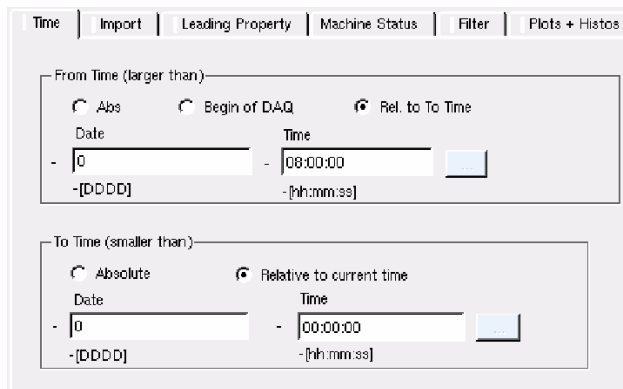 Time Import Leading Property Machine Status Filter Plots + Histos
From Time (larger than)
Abs Begin of DAQ Rel. to To Time
Date Time
- 0 - 08:00:00 ...
-[DDDD] -[hh:mm:ss]
To Time (smaller than)
Absolute Relative to current time
Date Time
- 0 - 00:00:00 ...
-[DDDD] -[hh:mm:ss]